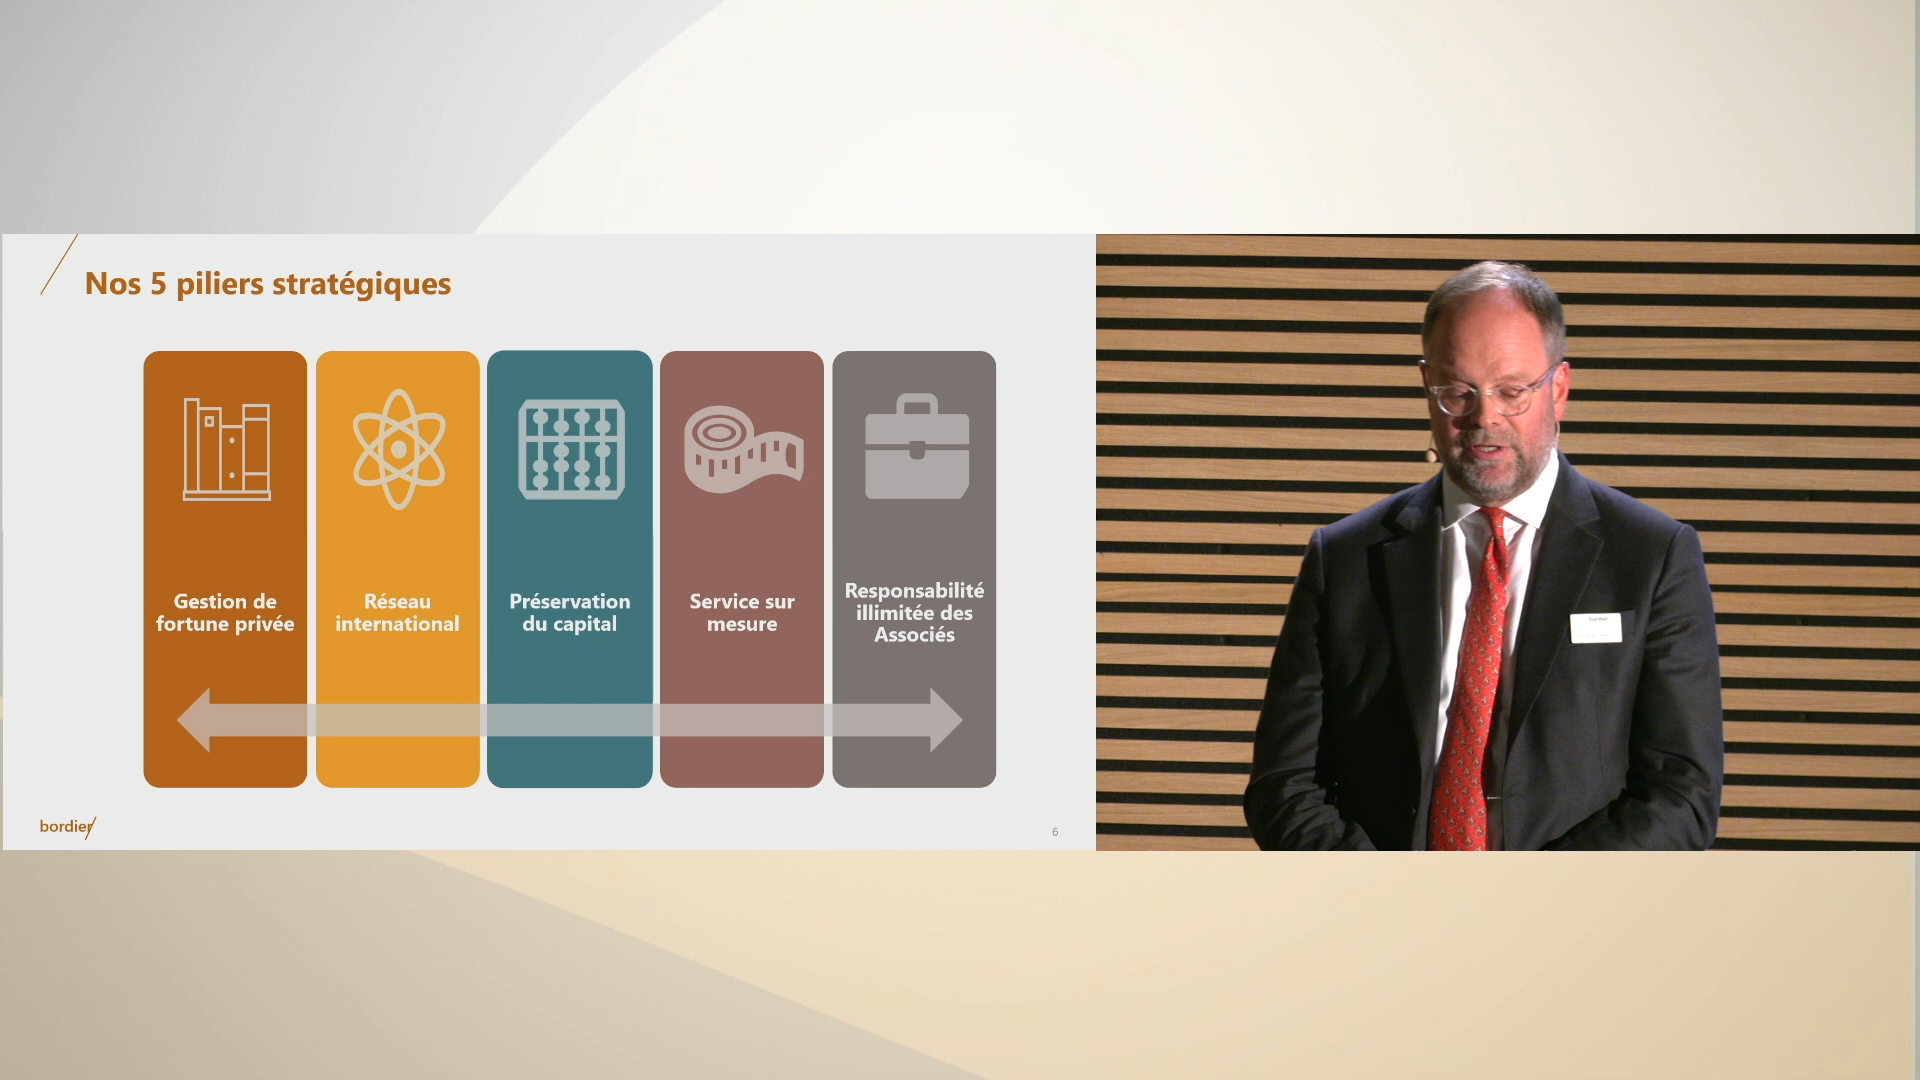 Nos 5 piliers stratégiques
Gestion de
fortune privée
Réseau
international
Préservation
du capital
Service sur
mesure
Responsabilité
illimitée des
Associés
bordier
6